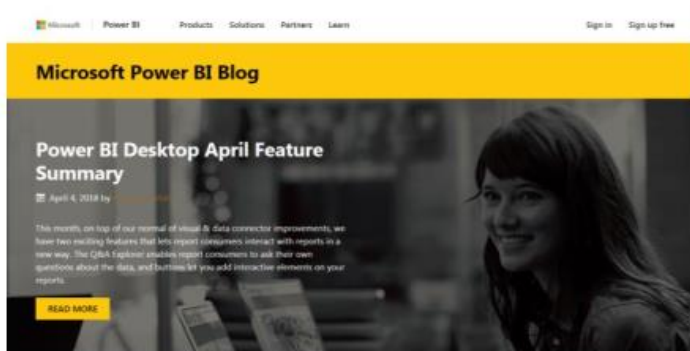 Microsoft Power BI Products Solutions Partners Learn Sign in Sign up free
Microsoft Power BI Blog
Power BI Desktop April Feature
Summary
April 4, 2018 by
This month, on top of our normal of visual & data connector improvements, we
have two exciting features that lets report consumers interact with reports in a
new way. The Q&A Explorer enables report consumers to ask their own
questions about the data, and buttons let you add interactive elements on your
reports.
READ MORE